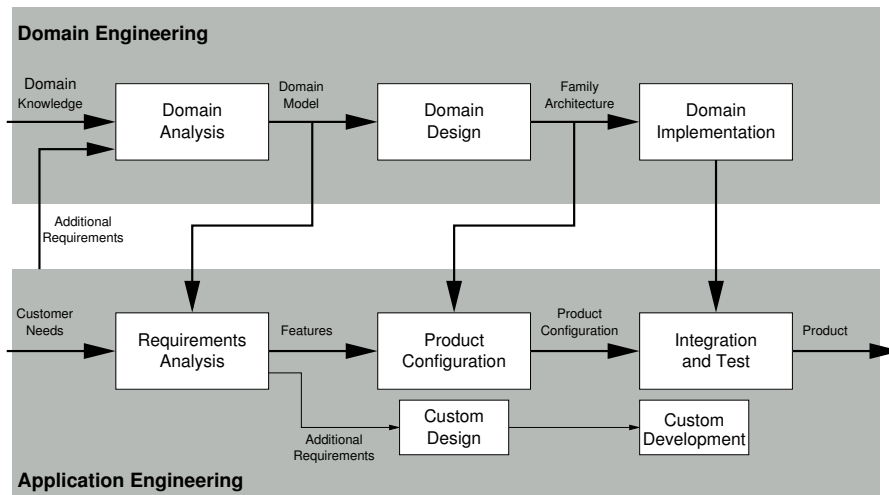 Domain Engineering
Domain
Knowledge
Domain
Analysis
Domain
Model
Domain
Design
Family
Architecture
Domain
Implementation
Additional
Requirements
Customer
Needs
Requirements
Analysis
Features
Product
Configuration
Product
Configuration
Integration
and Test
Product
Additional
Requirements
Custom
Design
Custom
Development
Application Engineering